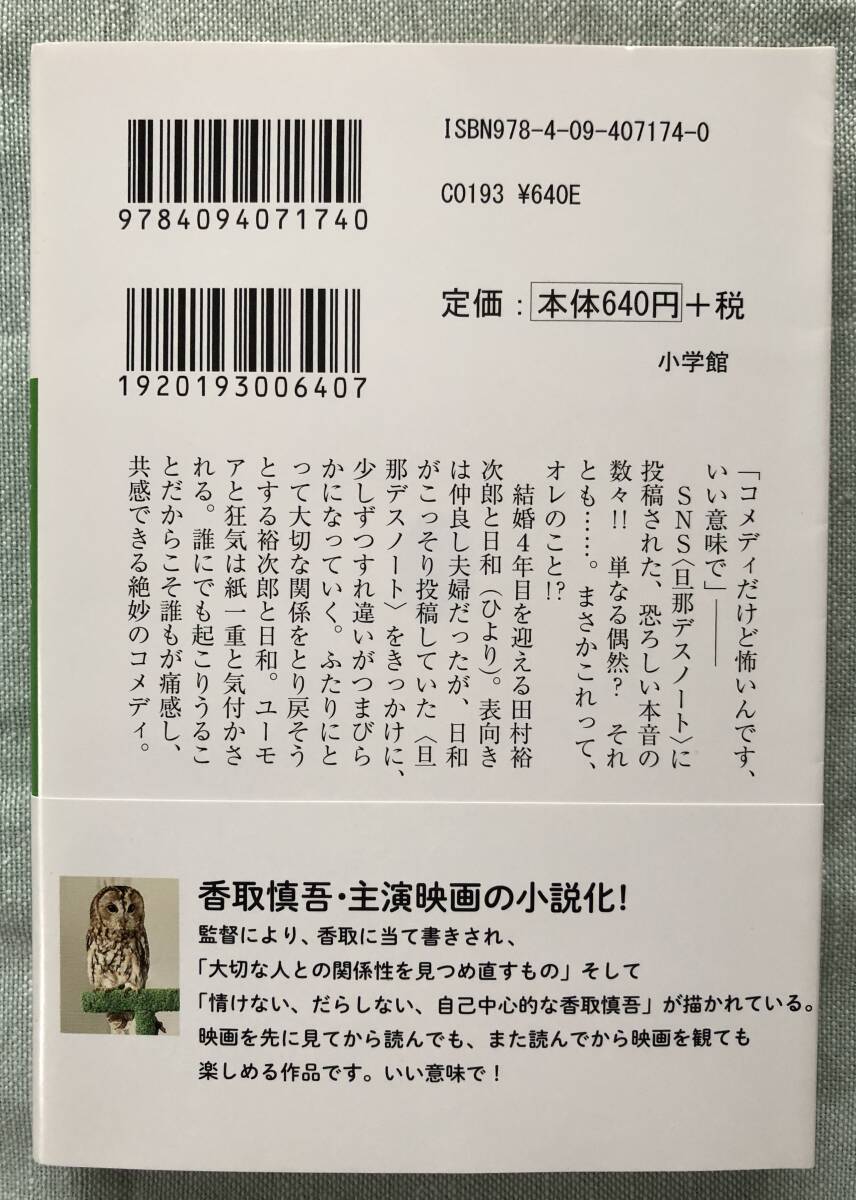 ISBN978-4-09-407174-0
9784094071740
C0193 ¥640E
1920193006407
定価：本体640円＋税
小学館
「コメディだけど怖いんです、
いい意味で」――
ＳＮＳ〈旦那デスノート〉に
投稿された、恐ろしい本音の
数々!!　単なる偶然？　それ
とも……。まさかこれって、
オレのこと!?
結婚４年目を迎える田村裕
次郎と日和（ひより）。表向き
は仲良し夫婦だったが、日和
がこっそり投稿していた〈旦
那デスノート〉をきっかけに、
少しずつすれ違いがつまびら
かになっていく。ふたりにと
って大切な関係をとり戻そう
とする裕次郎と日和。ユーモ
アと狂気は紙一重と気付かさ
れる。誰にでも起こりうるこ
とだからこそ誰もが痛感し、
共感できる絶妙のコメディ。
香取慎吾・主演映画の小説化！
監督により、香取に当て書きされ、
「大切な人との関係性を見つめ直すもの」そして
「情けない、だらしない、自己中心的な香取慎吾」が描かれている。
映画を先に見てから読んでも、また読んでから映画を観ても
楽しめる作品です。いい意味で！